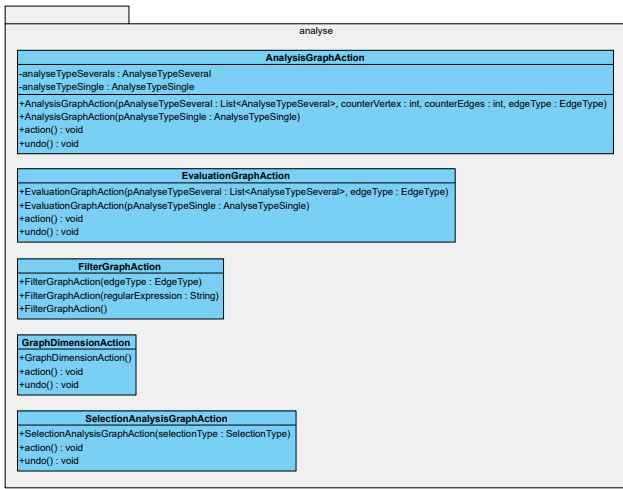 analyse
AnalysisGraphAction
-analyseTypeSeverals : AnalyseTypeSeveral
-analyseTypeSingle : AnalyseTypeSingle
+AnalysisGraphAction(pAnalyseTypeSeveral : List<AnalyseTypeSeveral>, counterVertex : int, counterEdges : int, edgeType : EdgeType)
+AnalysisGraphAction(pAnalyseTypeSingle : AnalyseTypeSingle)
+action() : void
+undo() : void
EvaluationGraphAction
+EvaluationGraphAction(pAnalyseTypeSeveral : List<AnalyseTypeSeveral>, edgeType : EdgeType)
+EvaluationGraphAction(pAnalyseTypeSingle : AnalyseTypeSingle)
+action() : void
+undo() : void
FilterGraphAction
+FilterGraphAction(edgeType : EdgeType)
+FilterGraphAction(regularExpression : String)
+FilterGraphAction()
GraphDimensionAction
+GraphDimensionAction()
+action() : void
+undo() : void
SelectionAnalysisGraphAction
+SelectionAnalysisGraphAction(selectionType : SelectionType)
+action() : void
+undo() : void